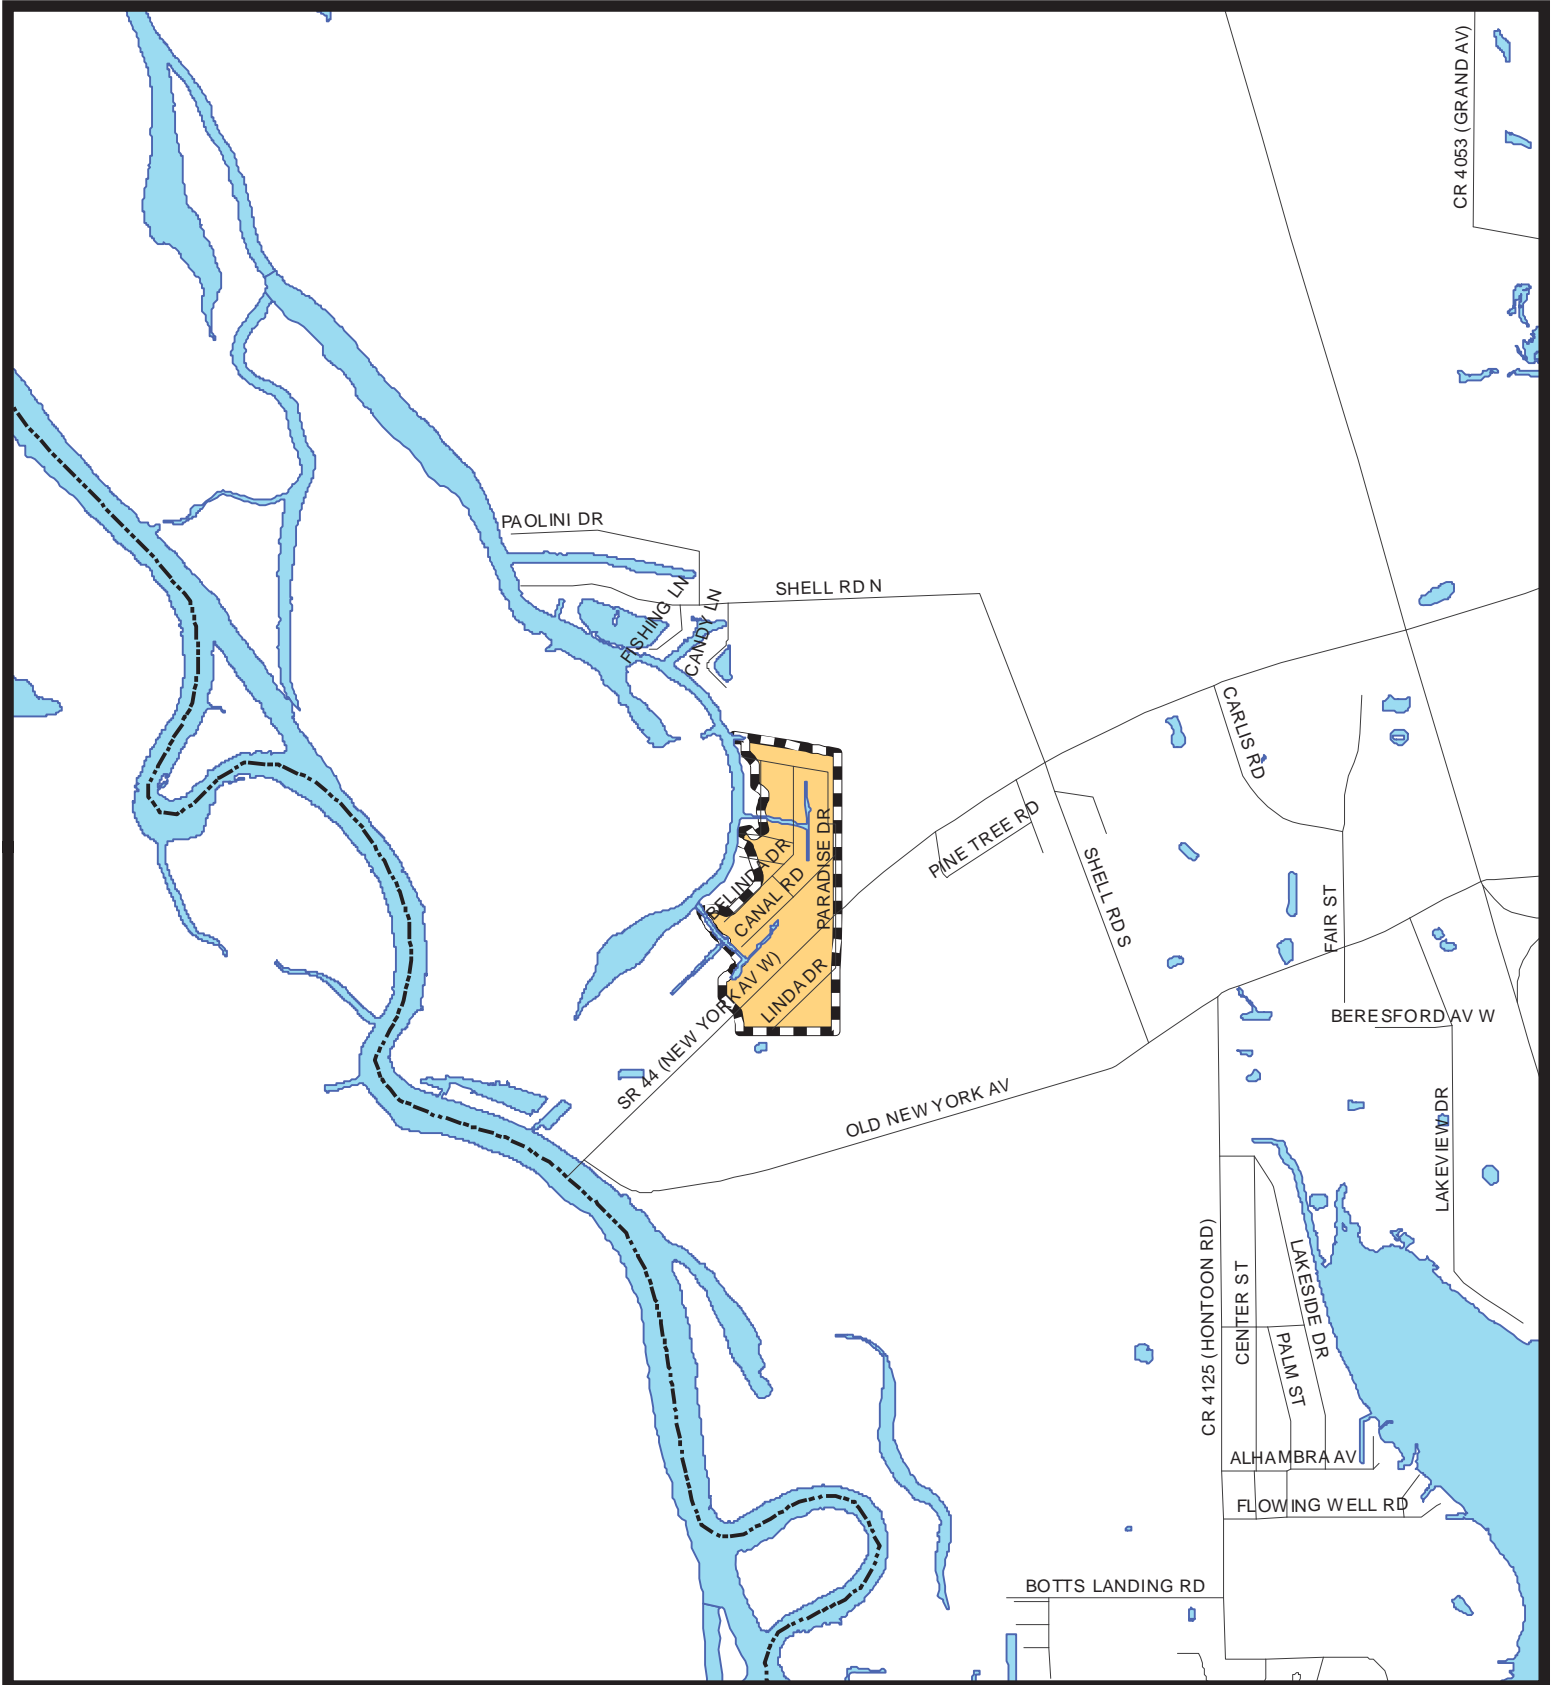 CR 4053 (GRAND AV)
PAOLINI DR
SHELL RD N
FISHING LN
CANDY LN
CARLIS RD
PINE TREE RD
PARADISE DR
BELINDA DR
CANAL RD
SHELL RD S
FAIR ST
SR 44 (NEW YORK AV W)
LINDA DR
BERESFORD AV W
OLD NEW YORK AV
LAKEVIEW DR
CR 4125 (HONTOON RD)
CENTER ST
LAKESIDE DR
PALM ST
ALHAMBRA AV
FLOWING WELL RD
BOTTS LANDING RD